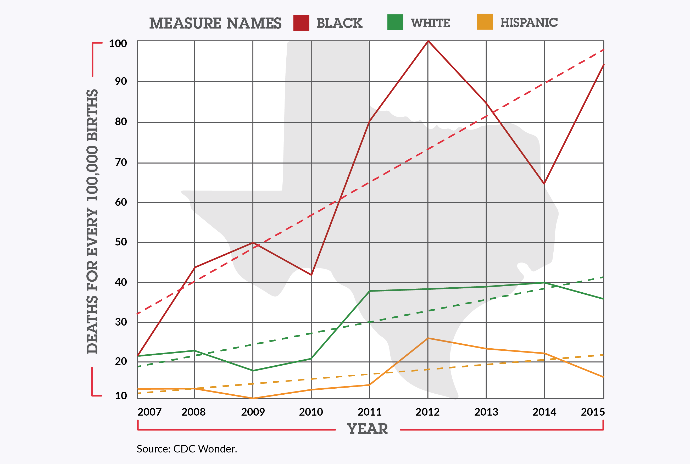 MEASURE NAMES BLACK WHITE HISPANIC
DEATHS FOR EVERY 100,000 BIRTHS
100
90
80
70
60
50
40
30
20
10
2007 2008 2009 2010 2011 2012 2013 2014 2015
YEAR
Source: CDC Wonder.